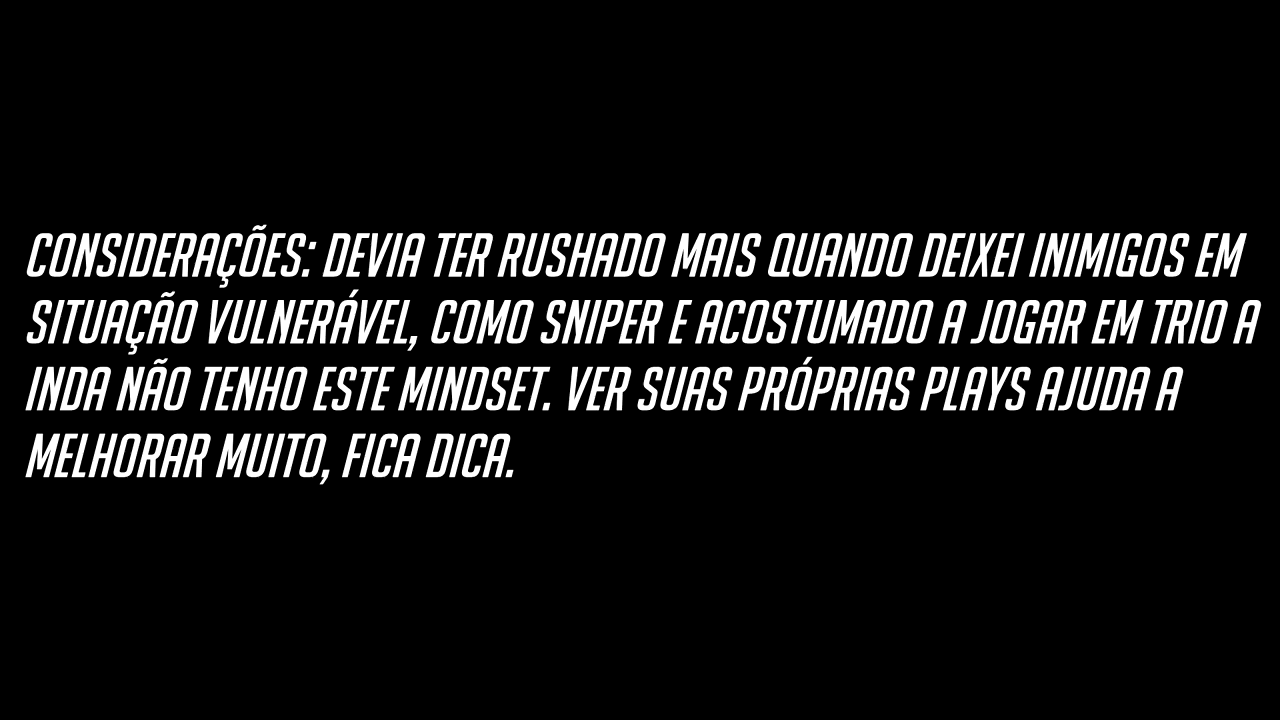 CONSIDERAÇÕES: DEVIA TER RUSHADO MAIS QUANDO DEIXEI INIMIGOS EM
SITUAÇÃO VULNERÁVEL, COMO SNIPER E ACOSTUMADO A JOGAR EM TRIO A
INDA NÃO TENHO ESTE MINDSET. VER SUAS PRÓPRIAS PLAYS AJUDA A
MELHORAR MUITO, FICA DICA.